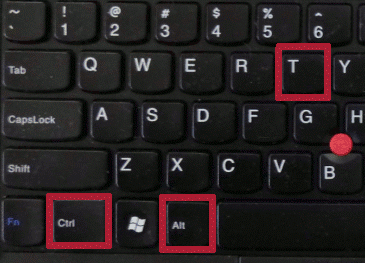 ~ ! @ # $ % ^
` 1 2 3 4 5 6
Tab Q W E R T Y
CapsLock A S D F G H
Shift Z X C V B
Fn Ctrl Alt